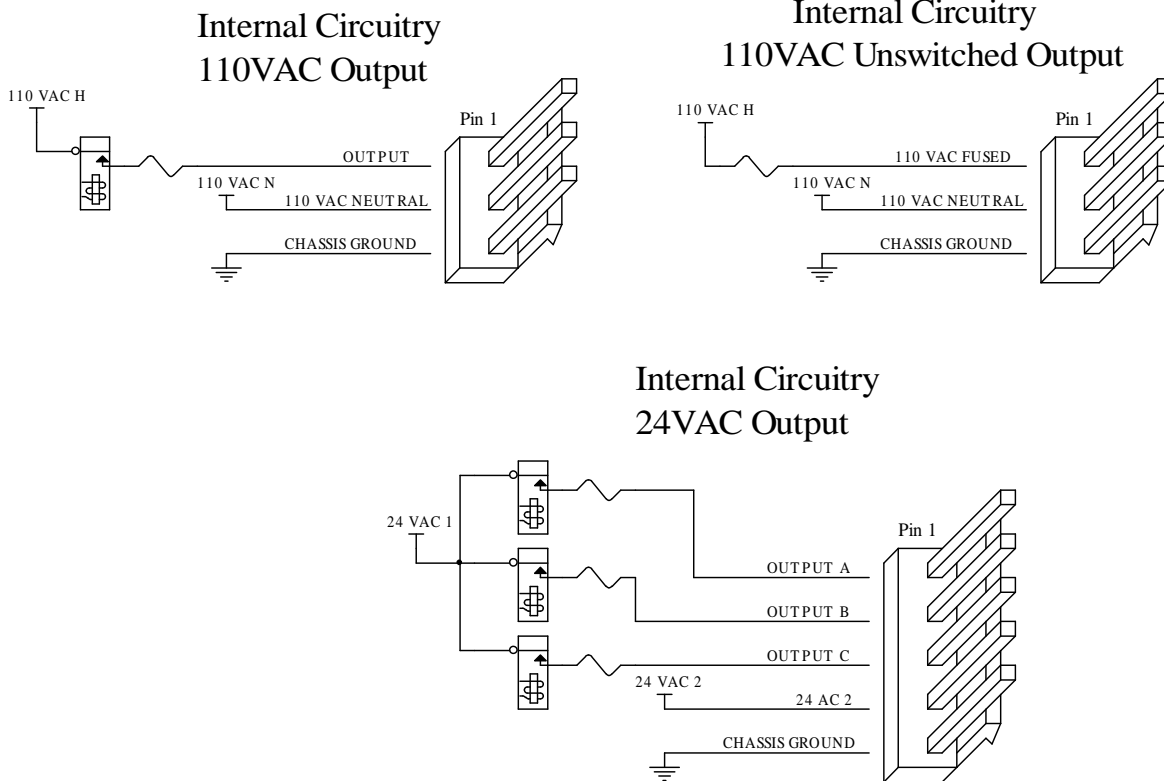 Internal Circuitry
110VAC Output
110 VAC H
Pin 1
OUTPUT
110 VAC N
110 VAC NEUTRAL
CHASSIS GROUND
Internal Circuitry
110VAC Unswitched Output
110 VAC H
Pin 1
110 VAC FUSED
110 VAC N
110 VAC NEUTRAL
CHASSIS GROUND
Internal Circuitry
24VAC Output
24 VAC 1
Pin 1
OUTPUT A
OUTPUT B
OUTPUT C
24 VAC 2
24 AC 2
CHASSIS GROUND